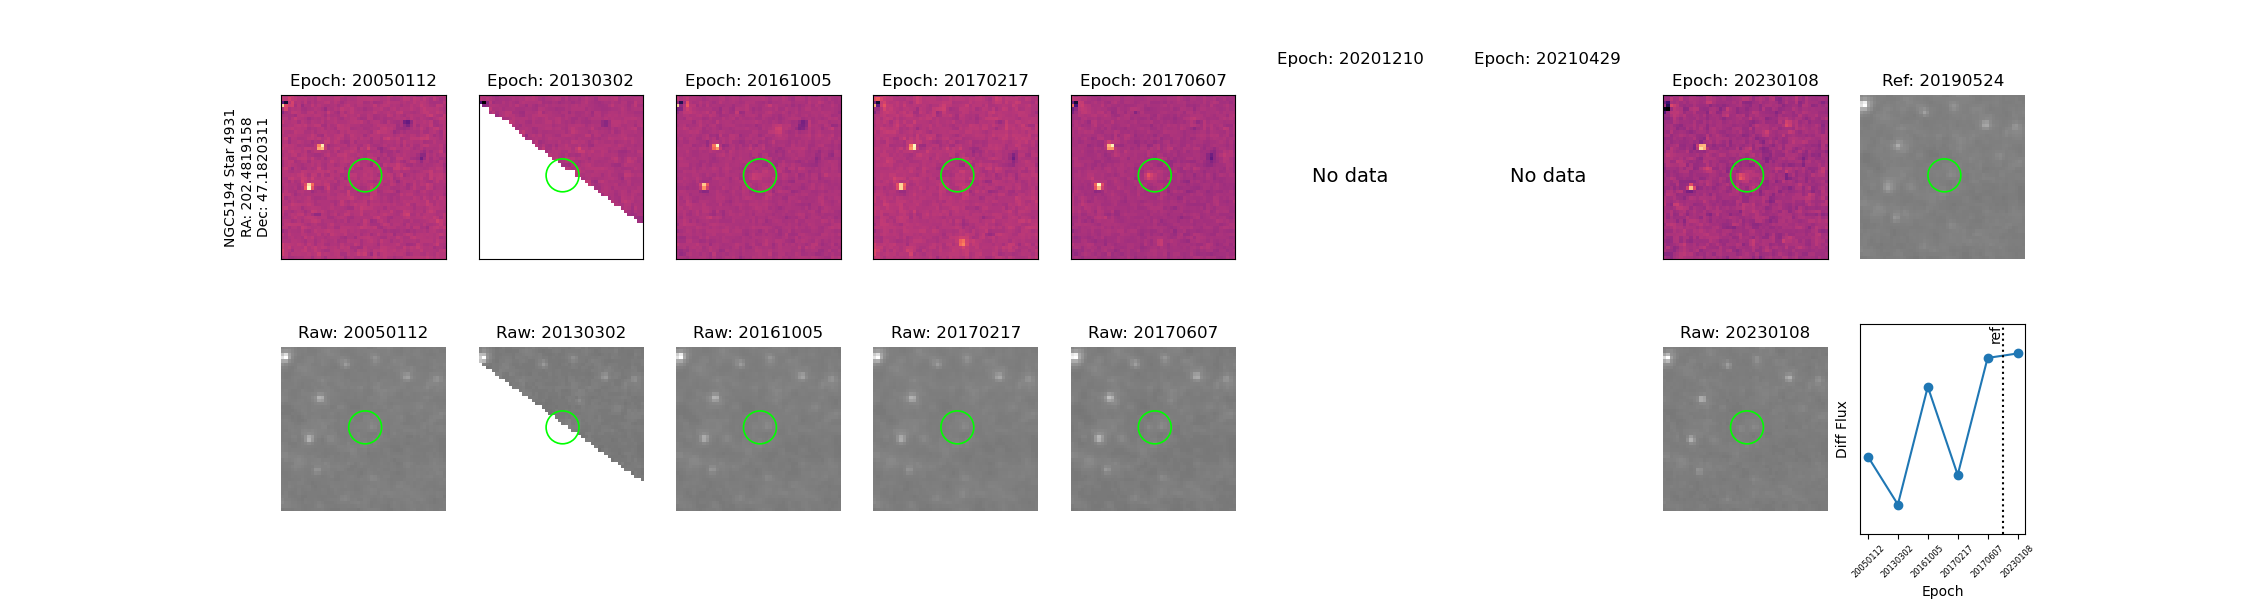 Epoch: 20050112
Epoch: 20130302
Epoch: 20161005
Epoch: 20170217
Epoch: 20170607
Epoch: 20201210
Epoch: 20210429
Epoch: 20230108
Ref: 20190524
NGC5194 Star 4931
RA: 202.4819158
Dec: 47.1820311
No data
No data
Raw: 20050112
Raw: 20130302
Raw: 20161005
Raw: 20170217
Raw: 20170607
Raw: 20230108
ref
Diff Flux
20050112
20130302
20161005
20170217
20170607
20230108
Epoch